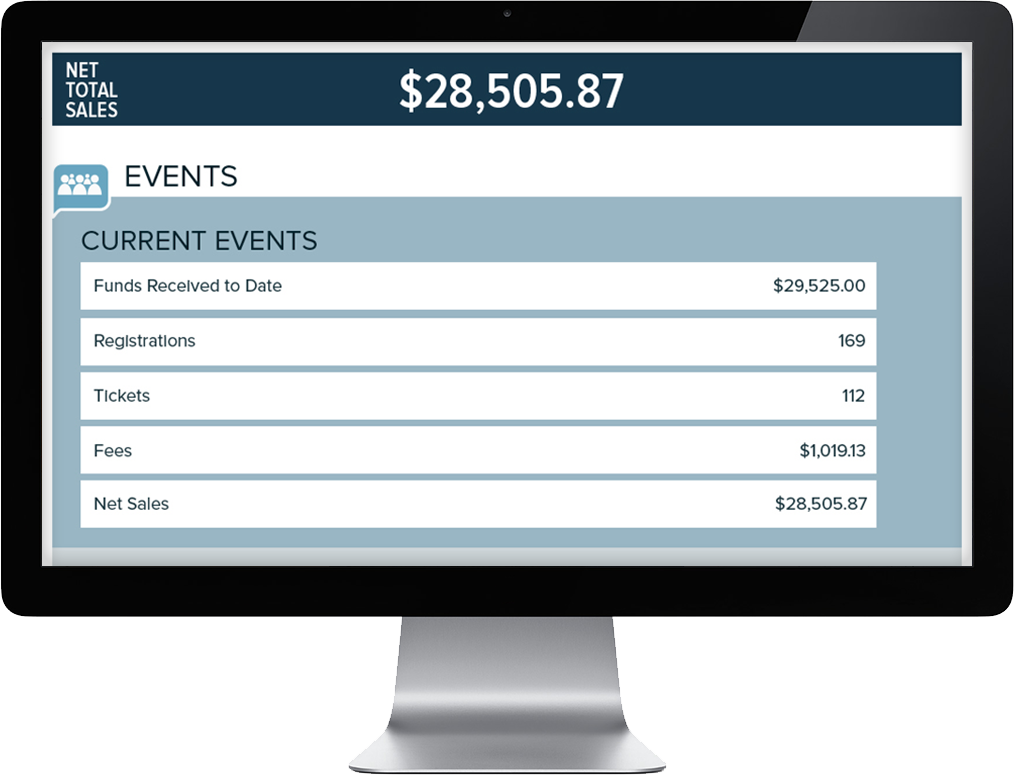 NET
TOTAL
SALES
$28,505.87
EVENTS
CURRENT EVENTS
Funds Received to Date $29,525.00
Registrations 169
Tickets 112
Fees $1,019.13
Net Sales $28,505.87